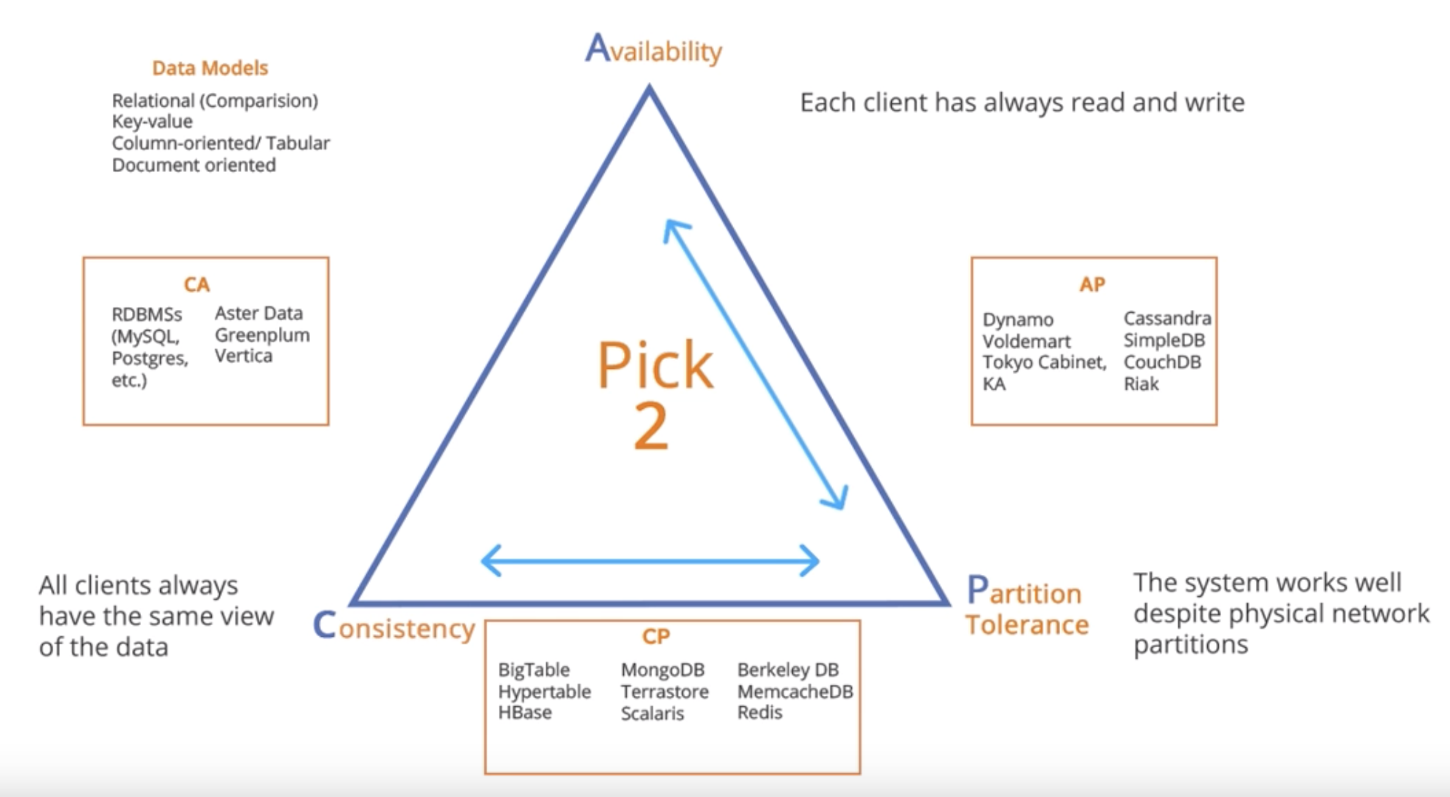 Availability
Data Models
Relational (Comparision)
Key-value
Column-oriented/ Tabular
Document oriented
Each client has always read and write
CA
RDBMSs
(MySQL,
Postgres,
etc.)
Aster Data
Greenplum
Vertica
Pick
2
AP
Dynamo
Voldemart
Tokyo Cabinet,
KA
Cassandra
SimpleDB
CouchDB
Riak
All clients always
have the same view
of the data
Consistency
Partition
Tolerance
The system works well
despite physical network
partitions
CP
BigTable
Hypertable
HBase
MongoDB
Terrastore
Scalaris
Berkeley DB
MemcacheDB
Redis